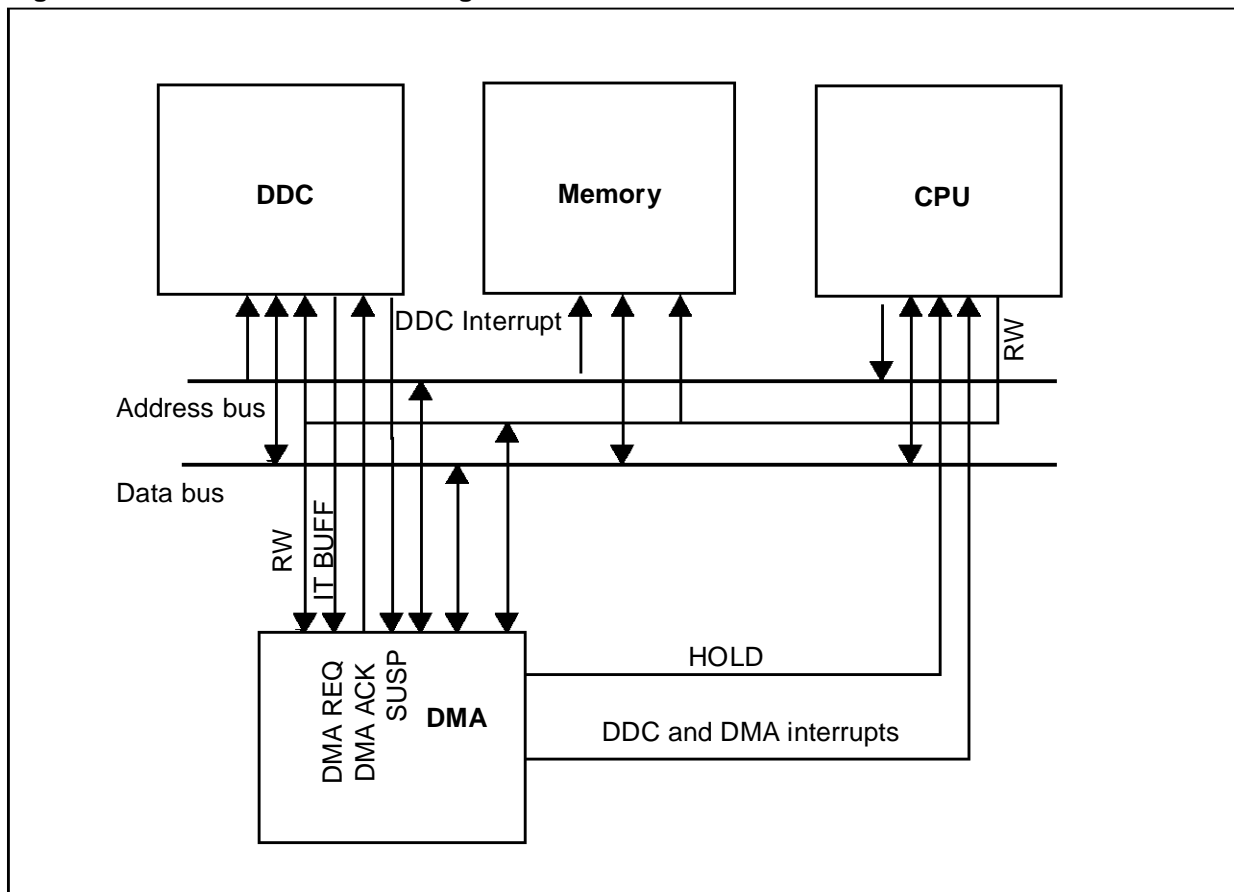 DDC
Memory
CPU
DDC Interrupt
RW
Address bus
Data bus
RW
IT BUFF
HOLD
DMA REQ
DMA ACK
SUSP
DMA
DDC and DMA interrupts